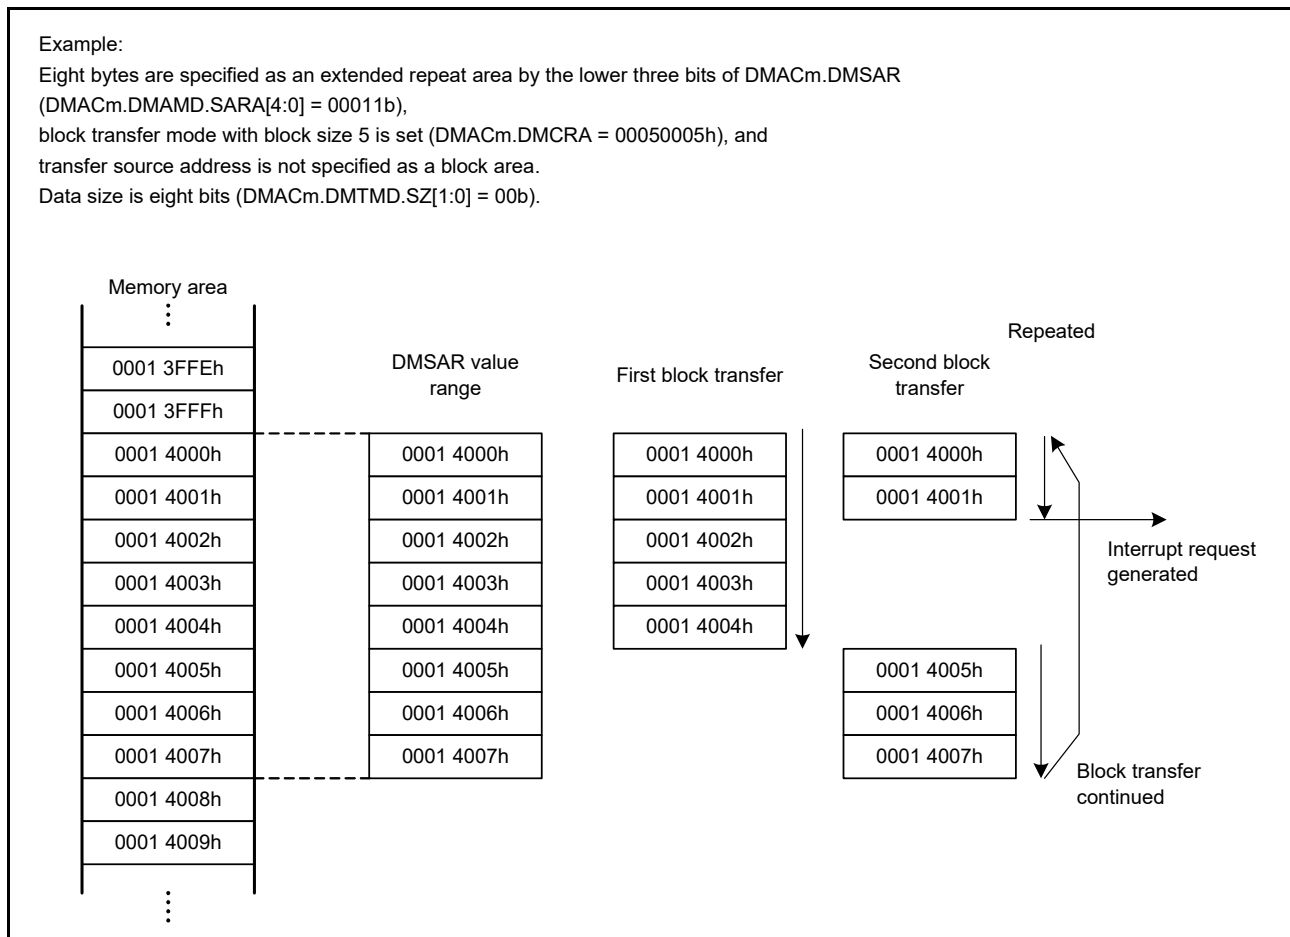 Example:
Eight bytes are specified as an extended repeat area by the lower three bits of DMACm.DMSAR
(DMACm.DMAMD.SARA[4:0] = 00011b),
block transfer mode with block size 5 is set (DMACm.DMCRA = 00050005h), and
transfer source address is not specified as a block area.
Data size is eight bits (DMACm.DMTMD.SZ[1:0] = 00b).
Memory area
0001 3FFEh
0001 3FFFh
0001 4000h
0001 4001h
0001 4002h
0001 4003h
0001 4004h
0001 4005h
0001 4006h
0001 4007h
0001 4008h
0001 4009h
DMSAR value
range
0001 4000h
0001 4001h
0001 4002h
0001 4003h
0001 4004h
0001 4005h
0001 4006h
0001 4007h
First block transfer
0001 4000h
0001 4001h
0001 4002h
0001 4003h
0001 4004h
Second block
transfer
0001 4000h
0001 4001h
0001 4005h
0001 4006h
0001 4007h
Repeated
Interrupt request
generated
Block transfer
continued